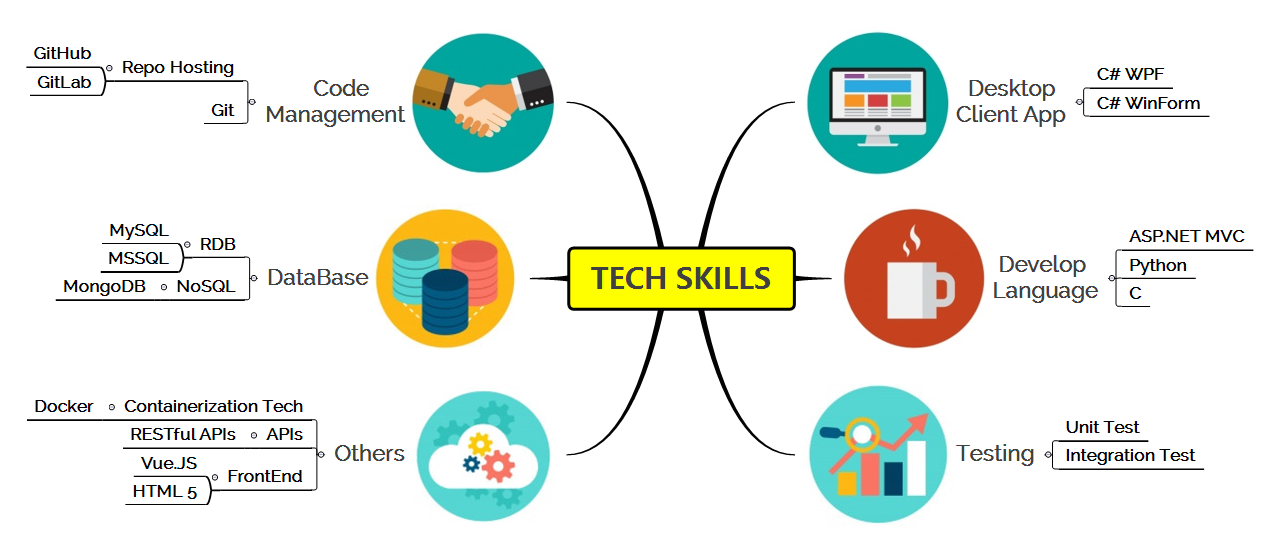 TECH SKILLS
Code
Management
Repo Hosting
GitHub
GitLab
Git
DataBase
RDB
MySQL
MSSQL
NoSQL
MongoDB
Others
Containerization Tech
Docker
APIs
RESTful APIs
FrontEnd
Vue.JS
HTML 5
Desktop
Client App
C# WPF
C# WinForm
Develop
Language
ASP.NET MVC
Python
C
Testing
Unit Test
Integration Test